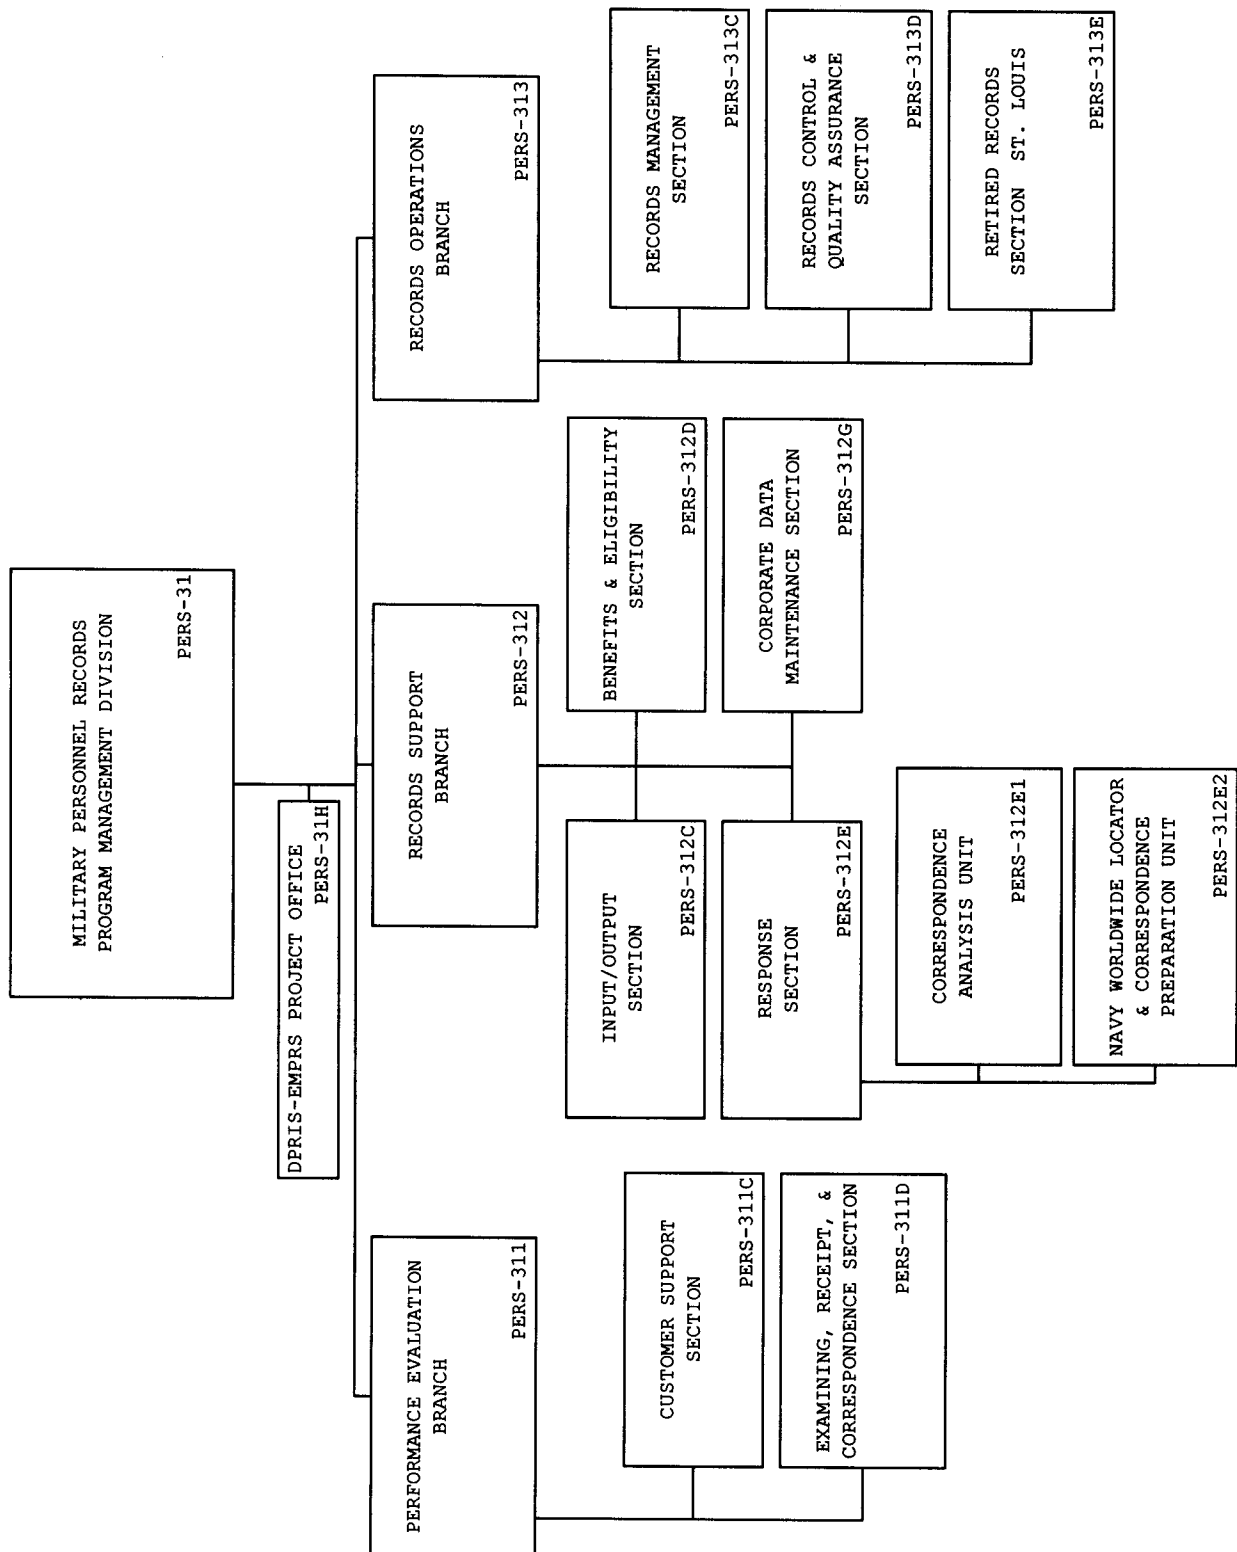 MILITARY PERSONNEL RECORDS
PROGRAM MANAGEMENT DIVISION
PERS-31
DPRIS-EMPRS PROJECT OFFICE
PERS-31H
PERFORMANCE EVALUATION
BRANCH
PERS-311
CUSTOMER SUPPORT
SECTION
PERS-311C
EXAMINING, RECEIPT, &
CORRESPONDENCE SECTION
PERS-311D
RECORDS SUPPORT
BRANCH
PERS-312
INPUT/OUTPUT
SECTION
PERS-312C
BENEFITS & ELIGIBILITY
SECTION
PERS-312D
RESPONSE
SECTION
PERS-312E
CORPORATE DATA
MAINTENANCE SECTION
PERS-312G
CORRESPONDENCE
ANALYSIS UNIT
PERS-312E1
NAVY WORLDWIDE LOCATOR
& CORRESPONDENCE
PREPARATION UNIT
PERS-312E2
RECORDS OPERATIONS
BRANCH
PERS-313
RECORDS MANAGEMENT
SECTION
PERS-313C
RECORDS CONTROL &
QUALITY ASSURANCE
SECTION
PERS-313D
RETIRED RECORDS
SECTION ST. LOUIS
PERS-313E